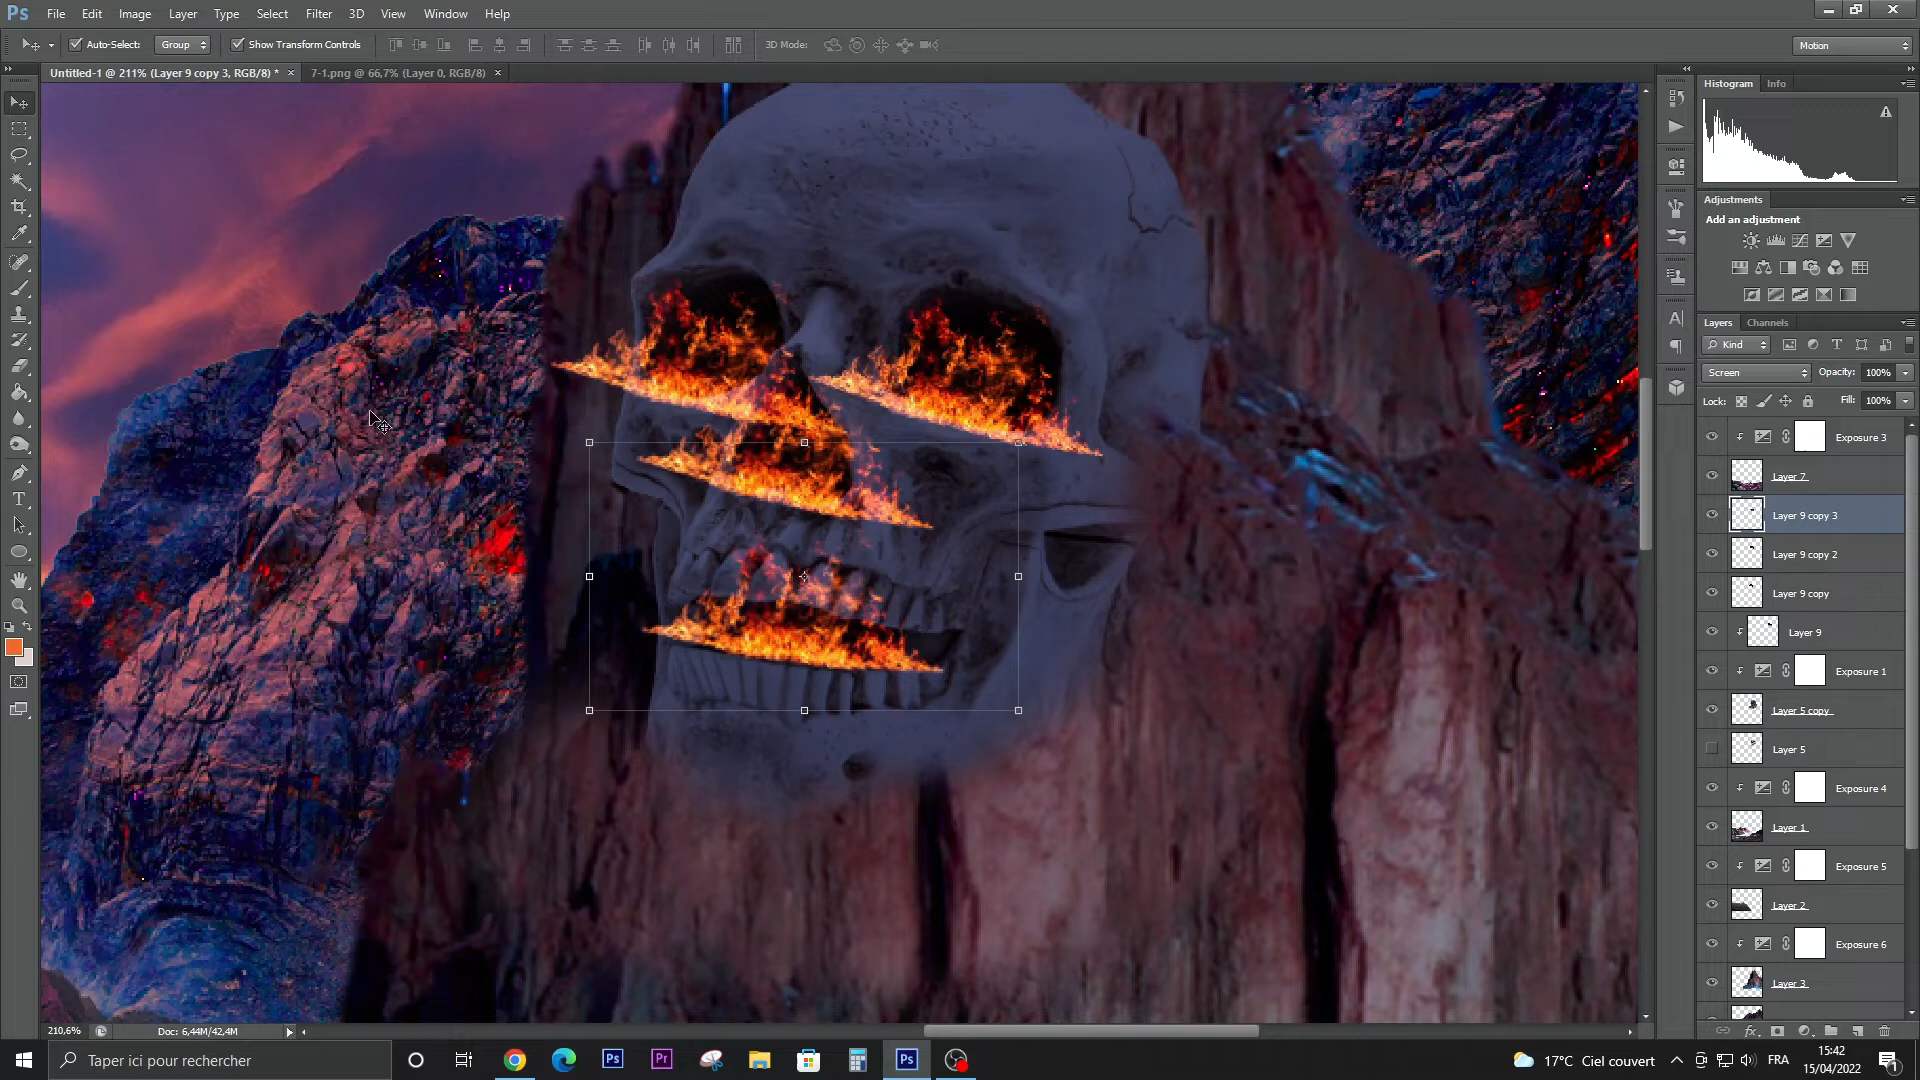 Ps File Edit Image Layer Type Select Filter 3D View Window Help
Auto-Select: Group Show Transform Controls 3D Mode: Motion
Untitled-1 @ 211% (Layer 9 copy 3, RGB/8) * × 7-1.png @ 66,7% (Layer 0, RGB/8) ×
Histogram Info
Adjustments
Add an adjustment
Layers Channels
Kind
Screen Opacity: 100%
Lock: Fill: 100%
Exposure 3
Layer 7
Layer 9 copy 3
Layer 9 copy 2
Layer 9 copy
Layer 9
Exposure 1
Layer 5 copy
Layer 5
Exposure 4
Layer 1
Exposure 5
Layer 2
Exposure 6
Layer 3
210,6% Doc: 6,44M/42,4M
Taper ici pour rechercher
Ps Pr Ps
17°C Ciel couvert FRA
15:42
15/04/2022
1